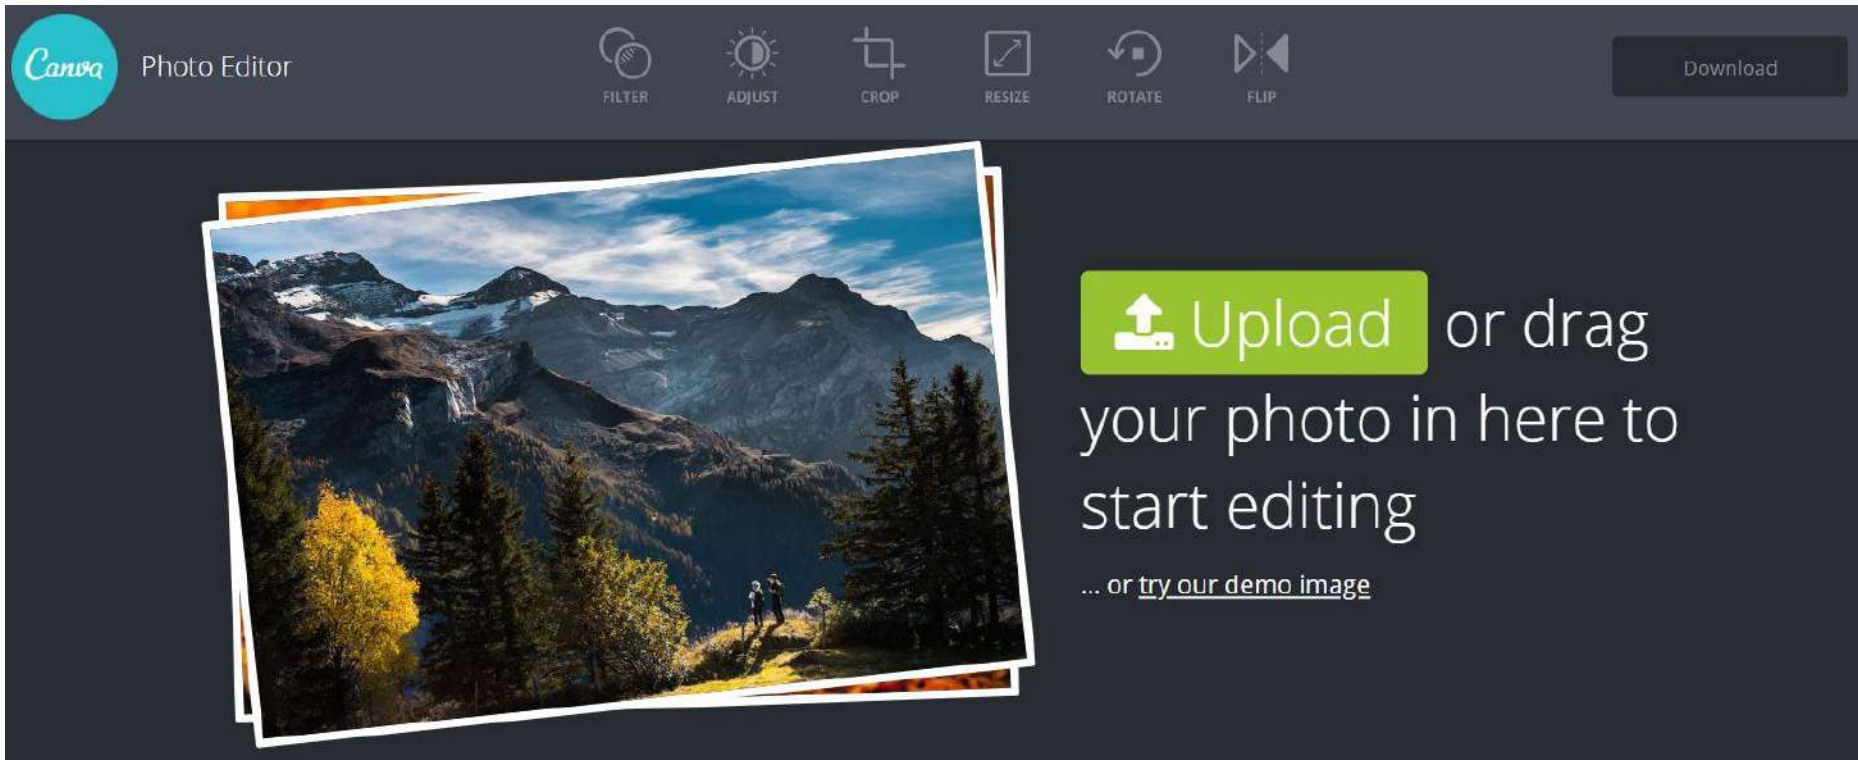 Canva
Photo Editor
FILTER
ADJUST
CROP
RESIZE
ROTATE
FLIP
Download
Upload or drag
your photo in here to
start editing
... or try our demo image